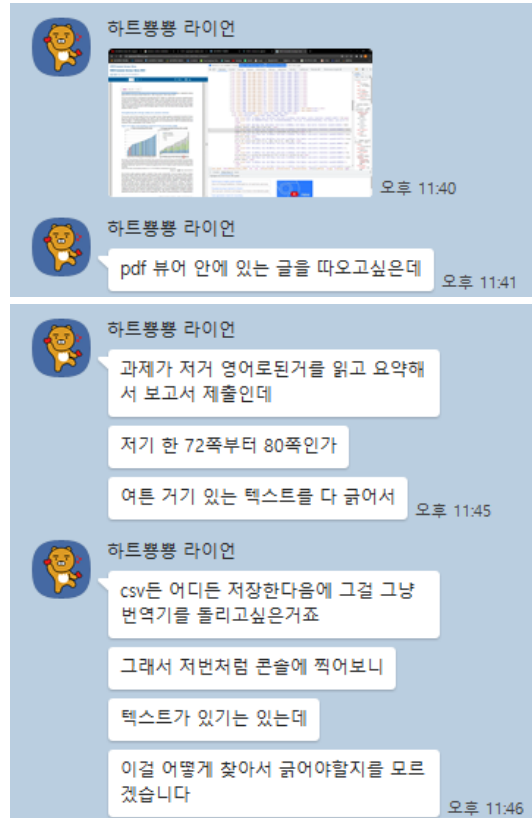 하트뿅뿅 라이언
오후 11:40
하트뿅뿅 라이언
pdf 뷰어 안에 있는 글을 따오고싶은데
오후 11:41
하트뿅뿅 라이언
과제가 저거 영어로된거를 읽고 요약해
서 보고서 제출인데
저기 한 72쪽부터 80쪽인가
여튼 거기 있는 텍스트를 다 긁어서
오후 11:45
하트뿅뿅 라이언
csv든 어디든 저장한다음에 그걸 그냥
번역기를 돌리고싶은거죠
그래서 저번처럼 콘솔에 찍어보니
텍스트가 있기는 있는데
이걸 어떻게 찾아서 긁어야할지를 모르
겠습니다
오후 11:46